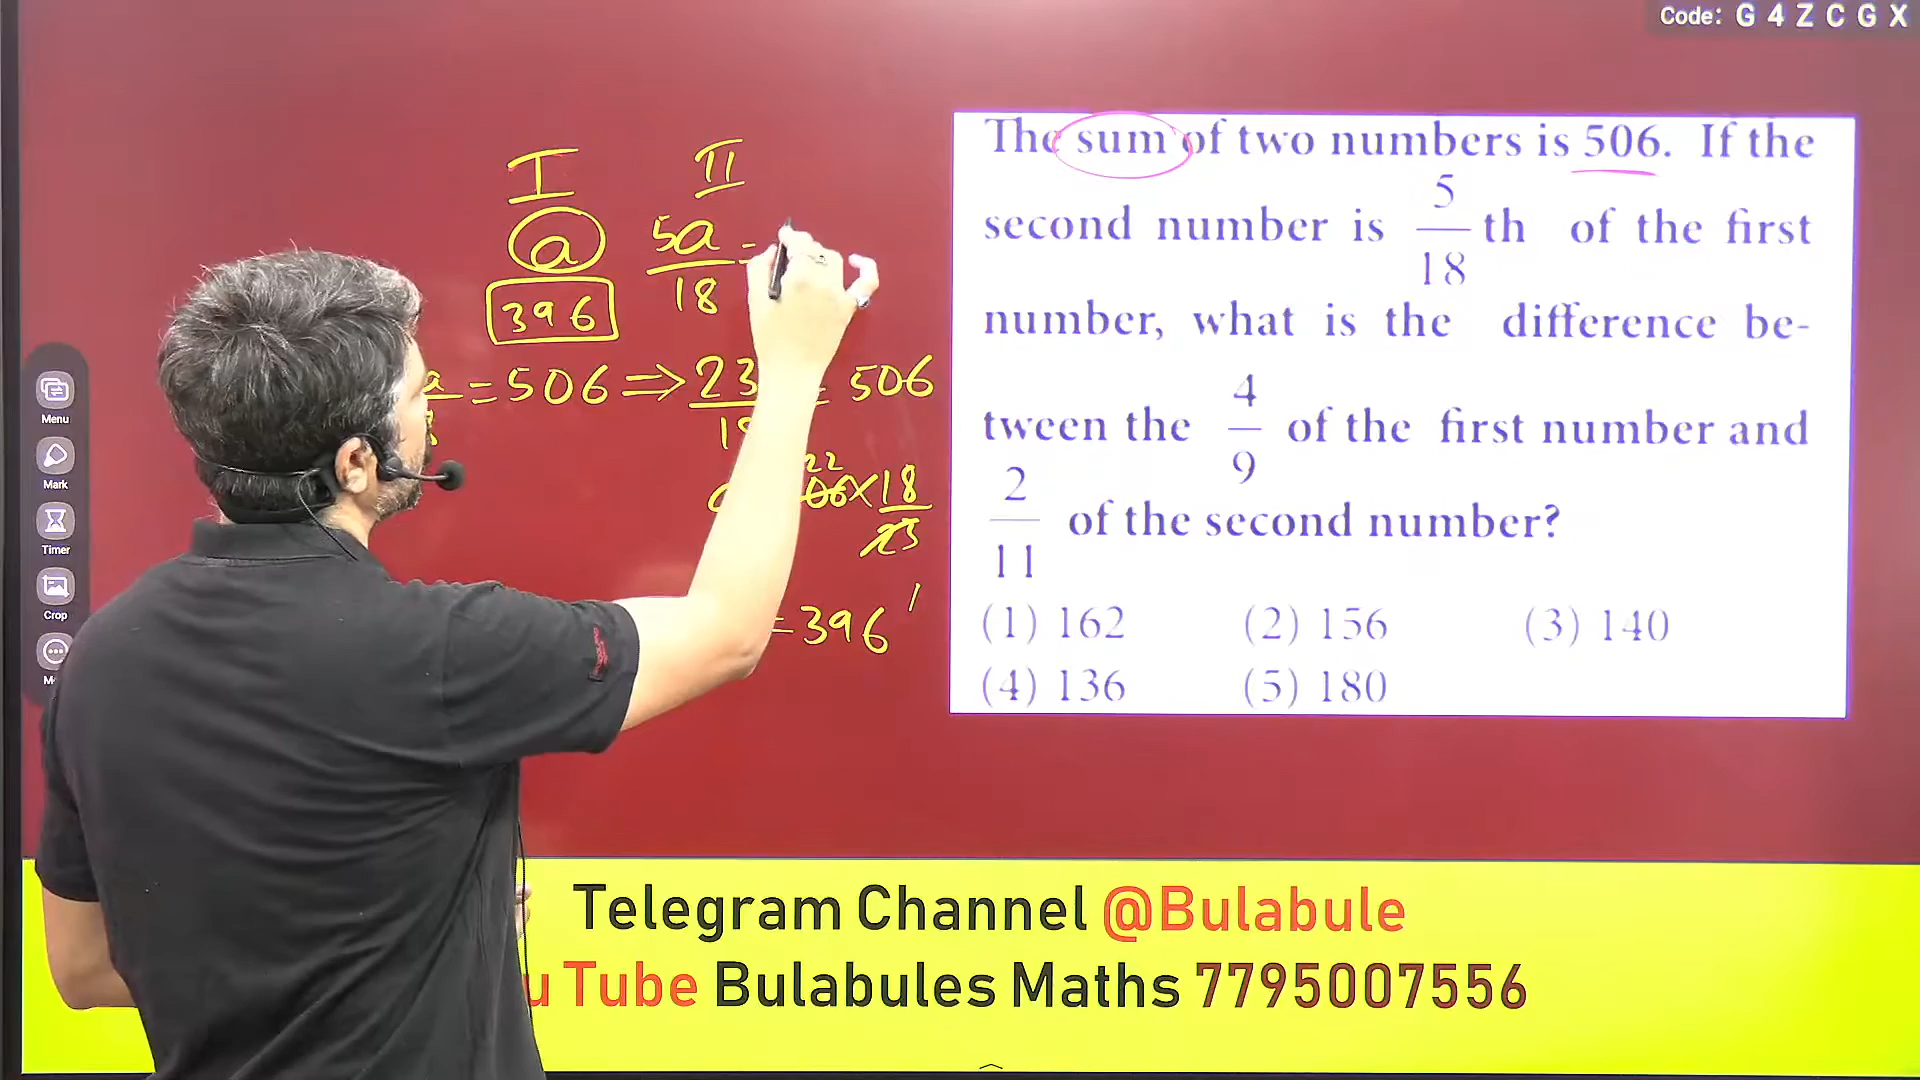 Code: G 4 Z C G X
I II
a 5a/18 =
396
= 506 ⇒ 23 = 506
22
× 18
23
1
= 396
The sum of two numbers is 506. If the
second number is 5/18 th of the first
number, what is the difference be-
tween the 4/9 of the first number and
2/11 of the second number?
(1) 162 (2) 156 (3) 140
(4) 136 (5) 180
Menu
Mark
Timer
Crop
Telegram Channel @Bulabule
u Tube Bulabules Maths 7795007556